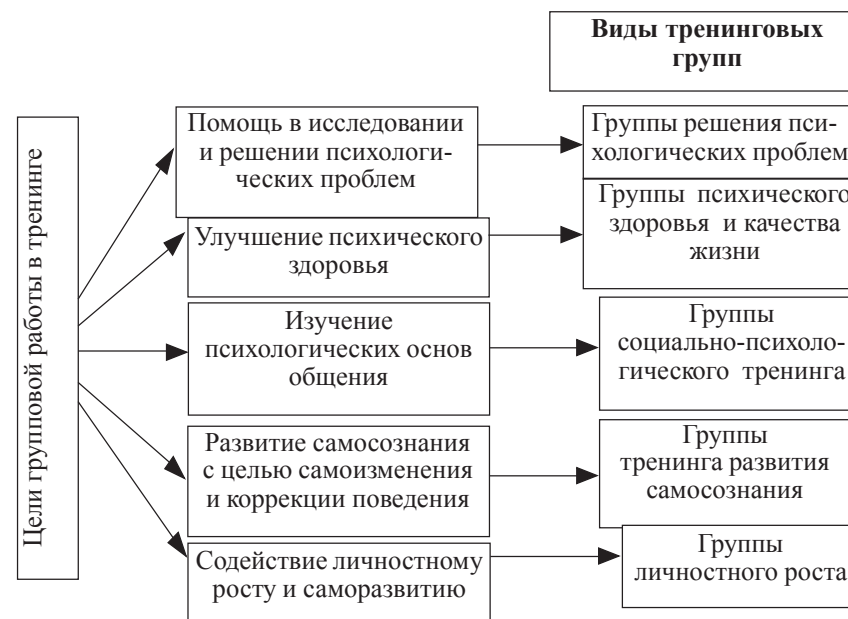 Виды тренинговых
групп
Цели групповой работы в тренинге
Помощь в исследовании
и решении психологи-
ческих проблем
Группы решения пси-
хологических проблем
Улучшение психического
здоровья
Группы психического
здоровья и качества
жизни
Изучение
психологических основ
общения
Группы
социально-психоло-
гического тренинга
Развитие самосознания
с целью самоизменения
и коррекции поведения
Группы
тренинга развития
самосознания
Содействие личностному
росту и саморазвитию
Группы
личностного роста